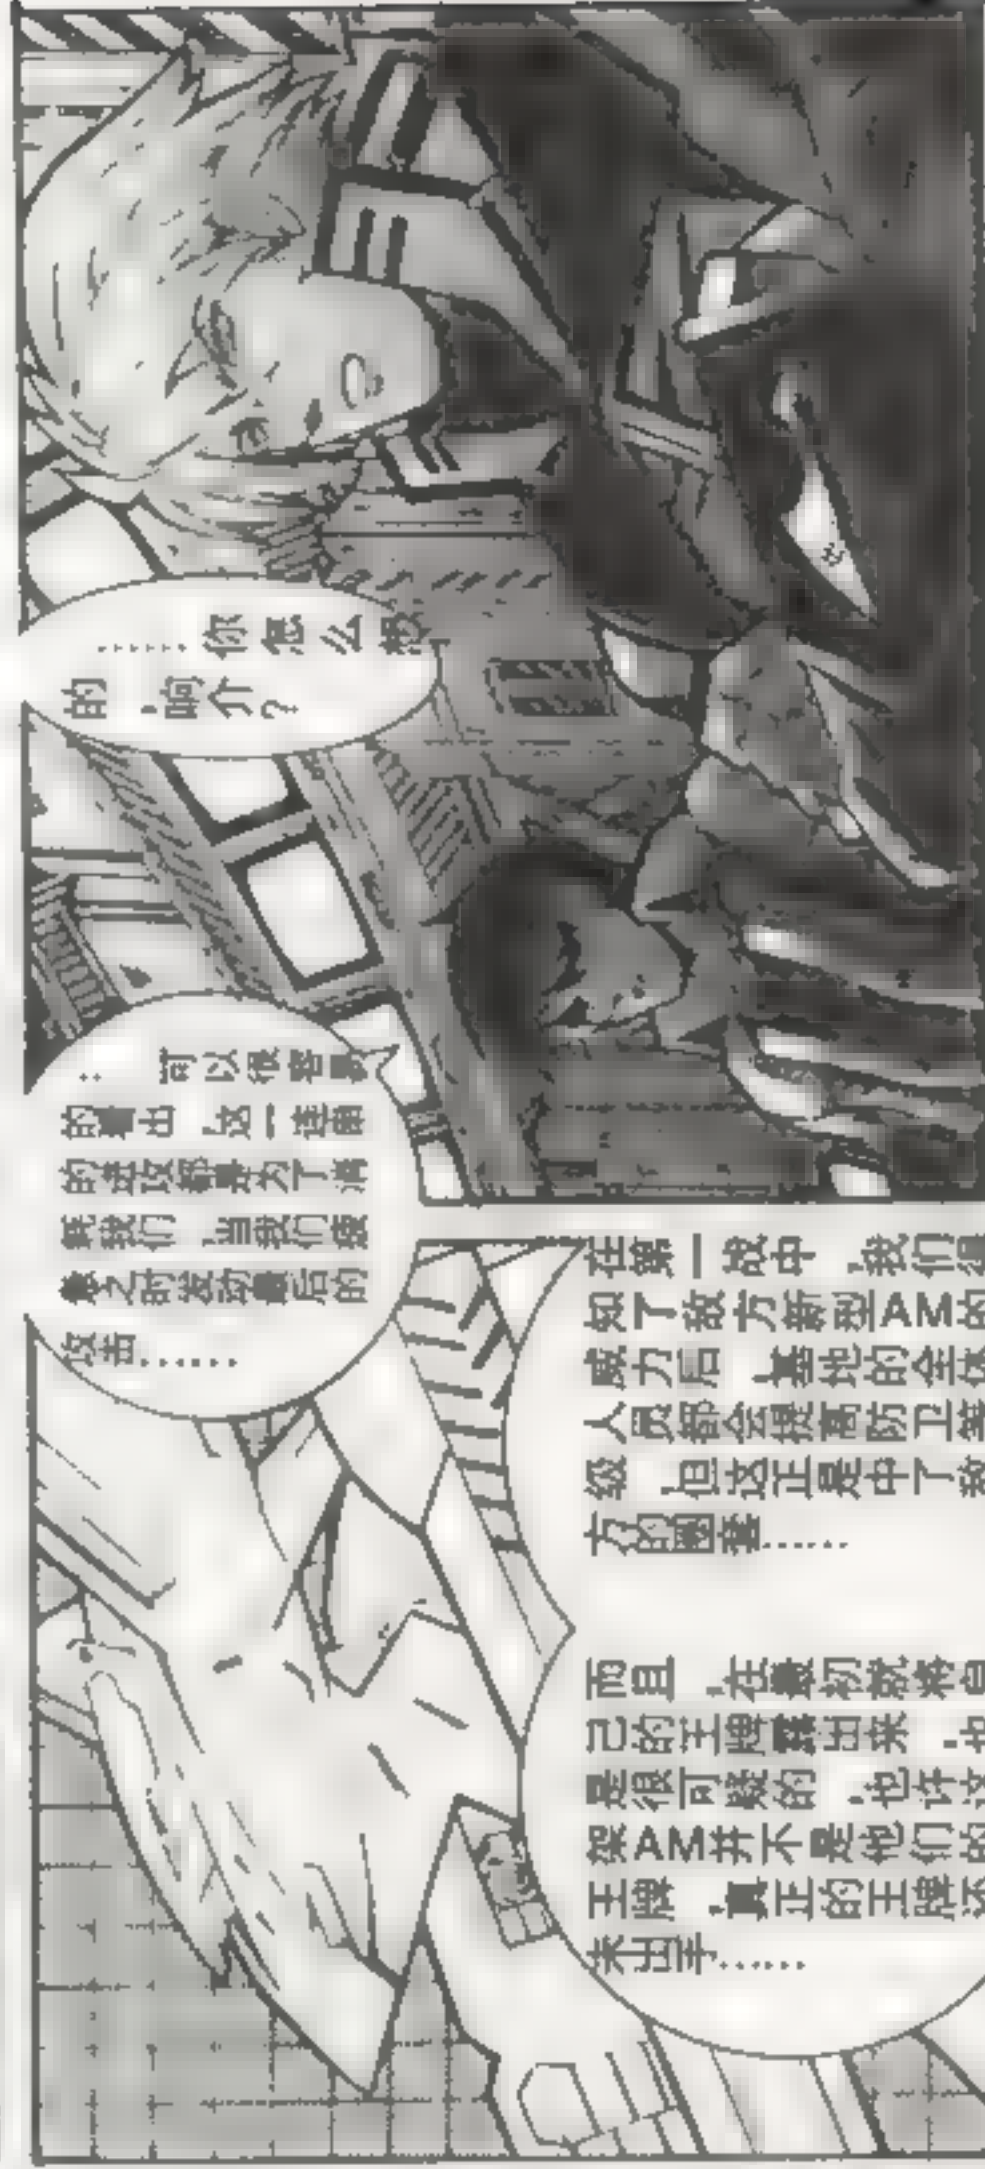 ……你怎么想
的，响介？
：可以很容易
的看出，这一连串
的进攻都是为了消
耗我们，当我们疲
惫之时发动最后的
攻击……
在第一战中，我们得
知了敌方新型AM的
威力后，基地的全体
人员都会提高防卫等
级，但这正是中了敌
方的圈套……
而且，在最初就将自
己的王牌露出来，也
是很可疑的，也许这
架AM并不是他们的
王牌，真正的王牌还
未出手……